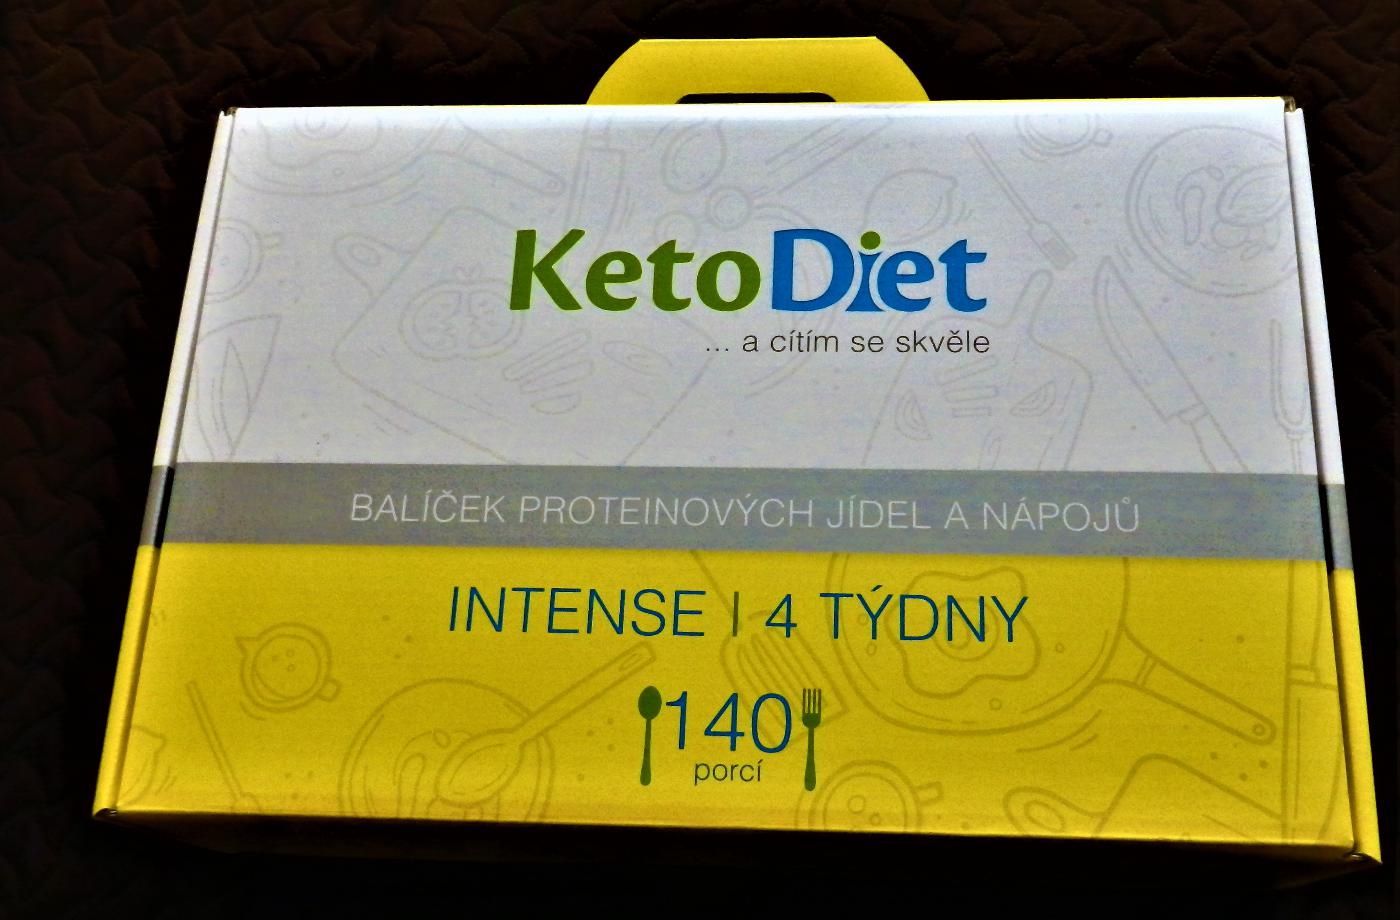 KetoDiet
... a cítím se skvěle
BALÍČEK PROTEINOVÝCH JÍDEL A NÁPOJŮ
INTENSE | 4 TÝDNY
140
porcí